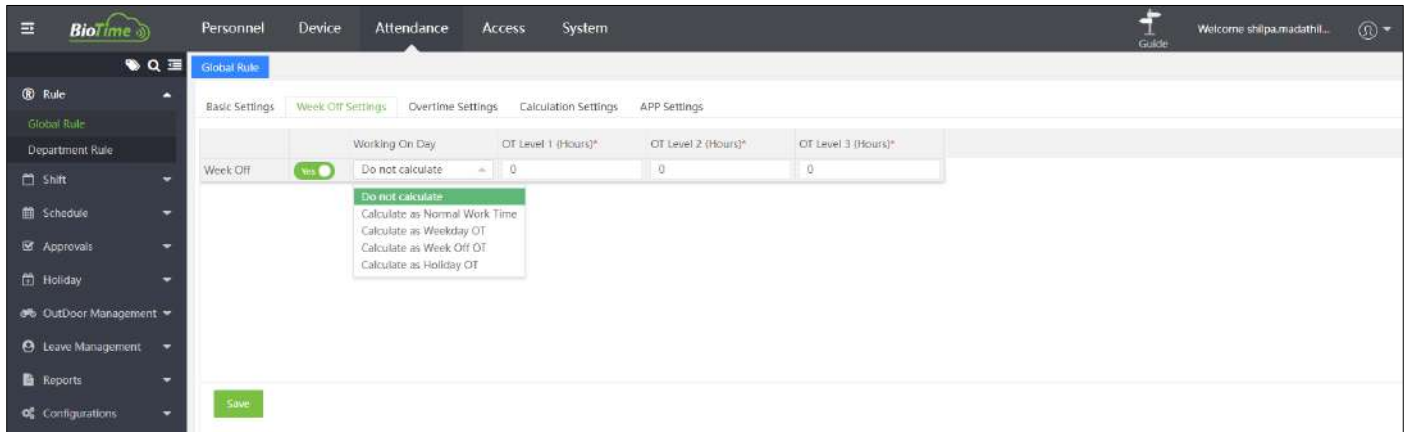 BioTime Personnel Device Attendance Access System Guide Welcome shilpa.madathil...
Global Rule
Rule
Global Rule
Department Rule
Shift
Schedule
Approvals
Holiday
OutDoor Management
Leave Management
Reports
Configurations
Basic Settings Week Off Settings Overtime Settings Calculation Settings APP Settings
Working On Day OT Level 1 (Hours)* OT Level 2 (Hours)* OT Level 3 (Hours)*
Week Off Yes Do not calculate 0 0 0
Do not calculate
Calculate as Normal Work Time
Calculate as Weekday OT
Calculate as Week Off OT
Calculate as Holiday OT
Save